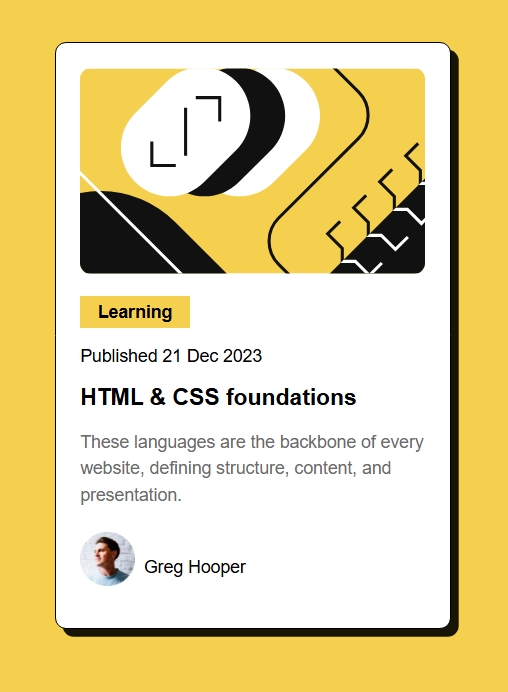 Learning
Published 21 Dec 2023
HTML & CSS foundations
These languages are the backbone of every
website, defining structure, content, and
presentation.
Greg Hooper